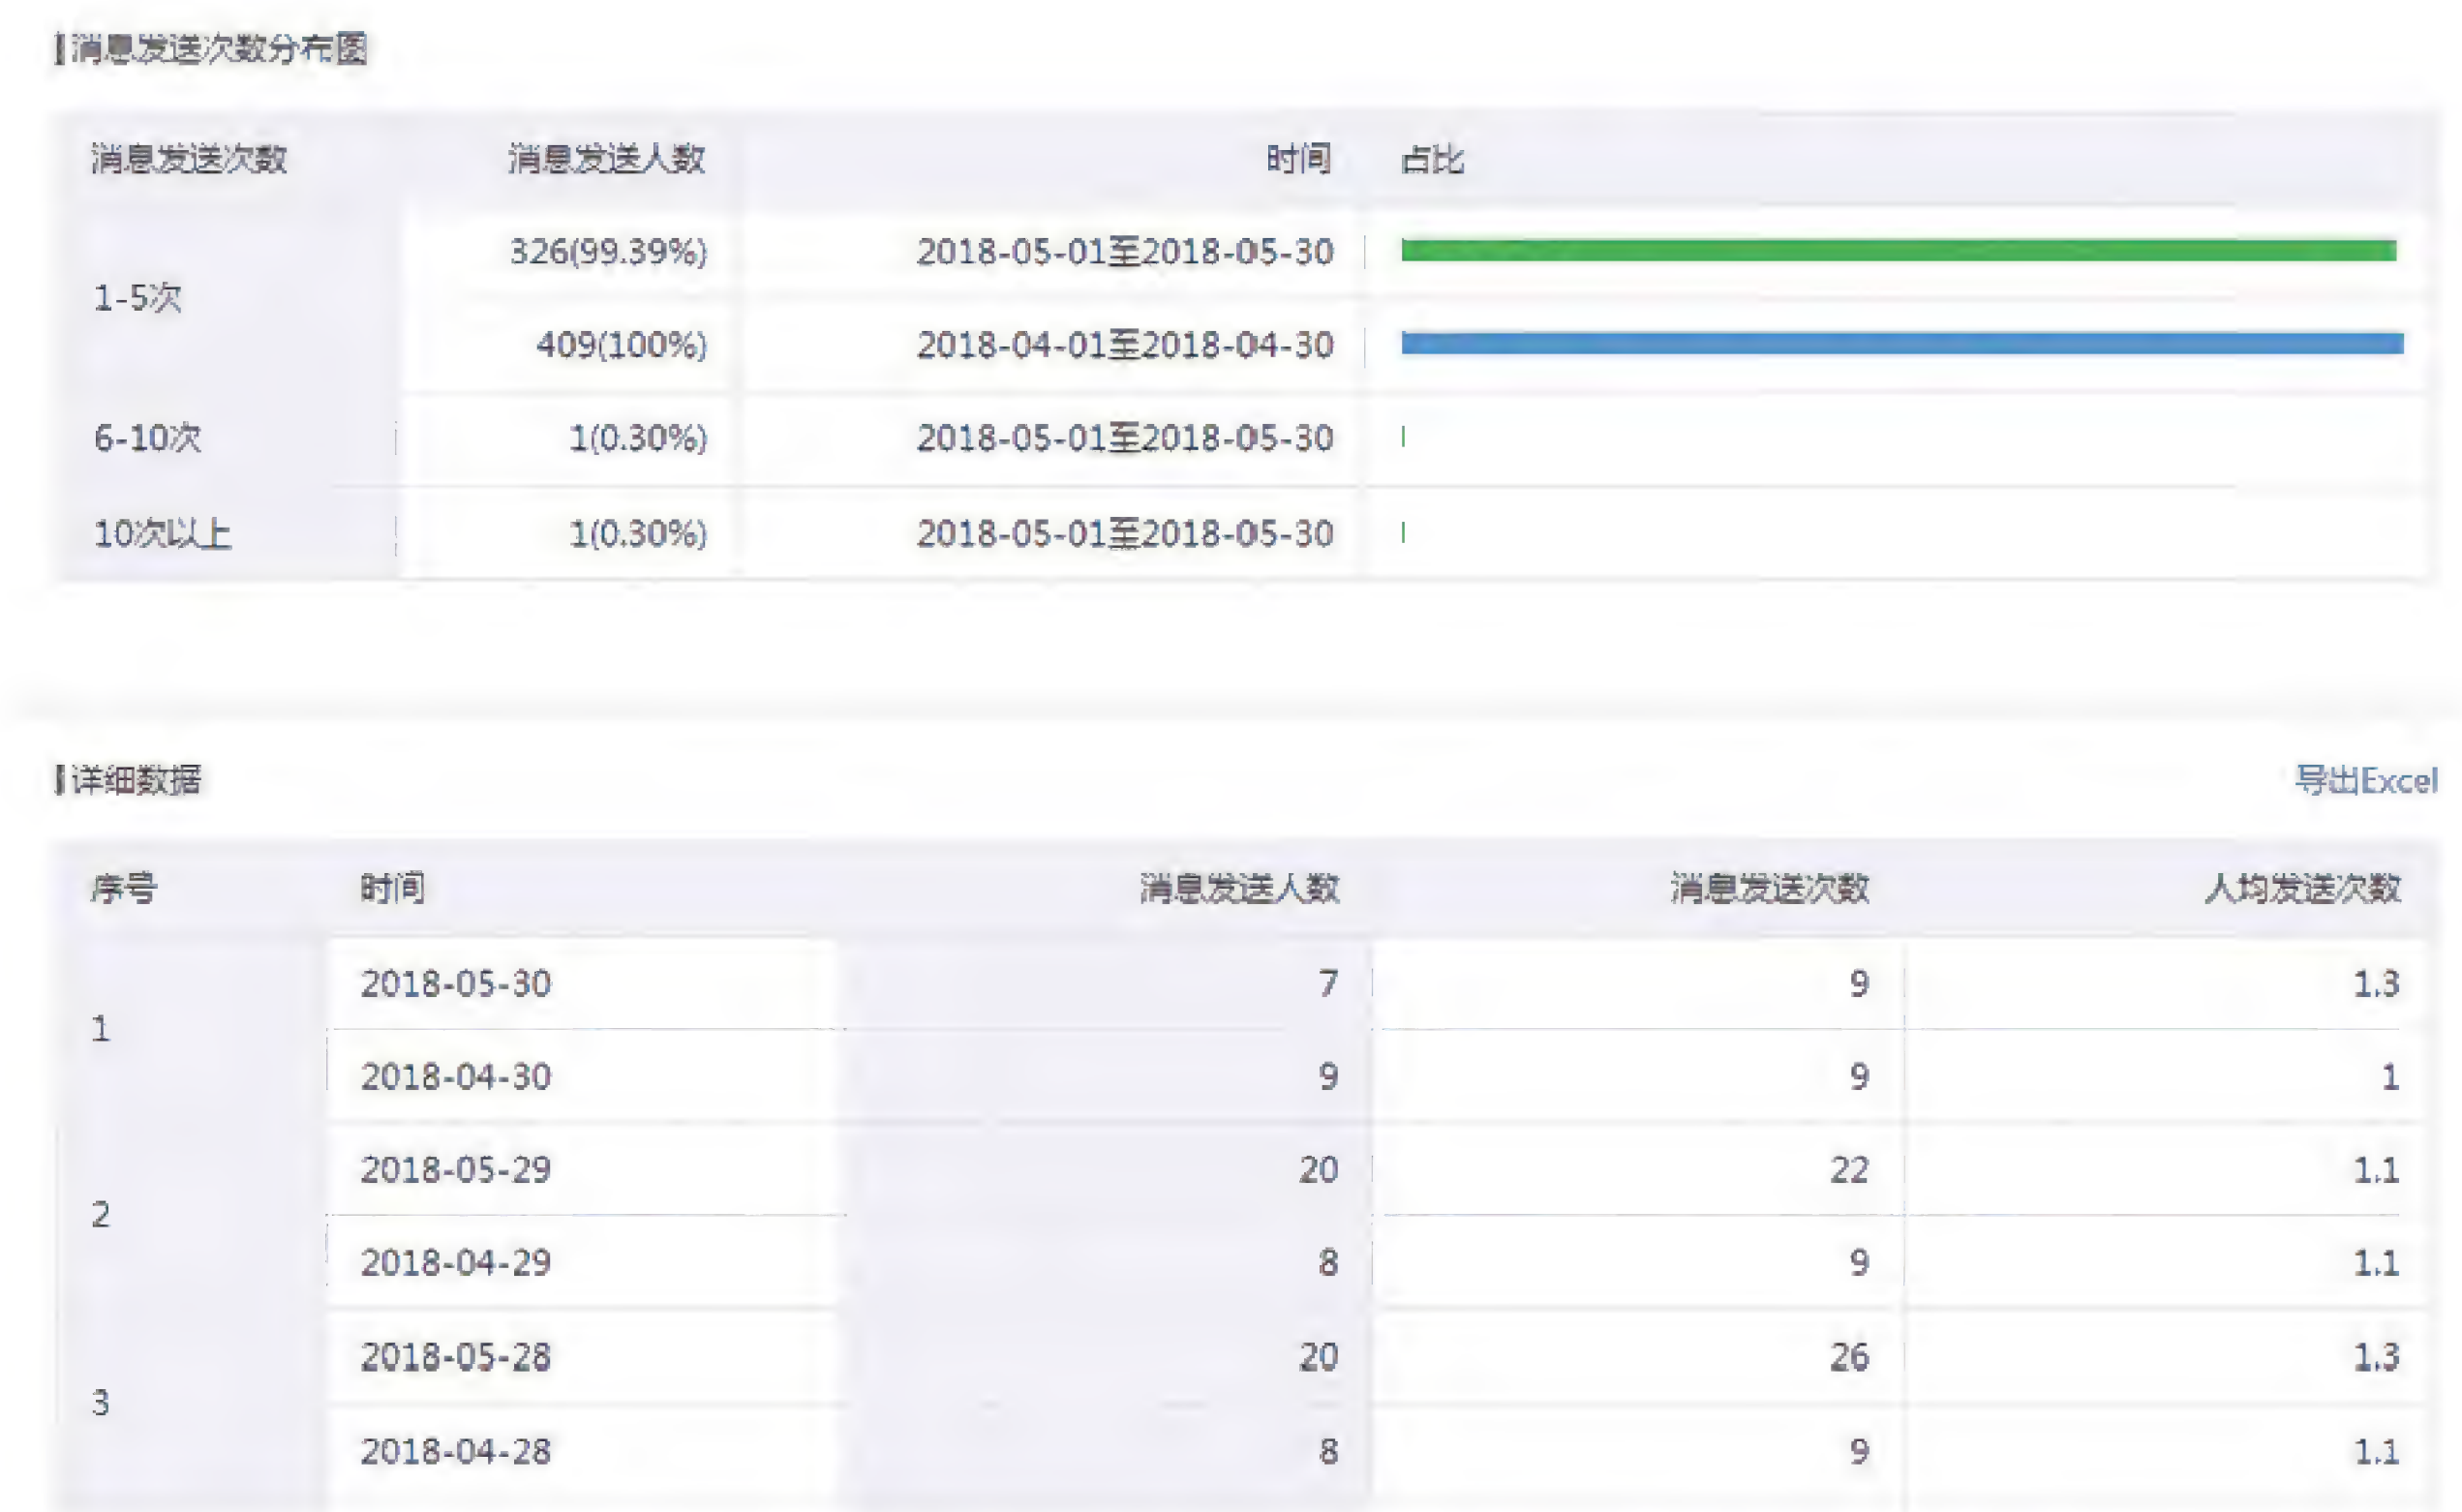 消息发送次数分布图
消息发送次数 消息发送人数 时间 占比
1-5次 326(99.39%) 2018-05-01至2018-05-30
409(100%) 2018-04-01至2018-04-30
6-10次 1(0.30%) 2018-05-01至2018-05-30
10次以上 1(0.30%) 2018-05-01至2018-05-30
详细数据 导出Excel
序号 时间 消息发送人数 消息发送次数 人均发送次数
1 2018-05-30 7 9 1.3
2018-04-30 9 9 1
2 2018-05-29 20 22 1.1
2018-04-29 8 9 1.1
3 2018-05-28 20 26 1.3
2018-04-28 8 9 1.1